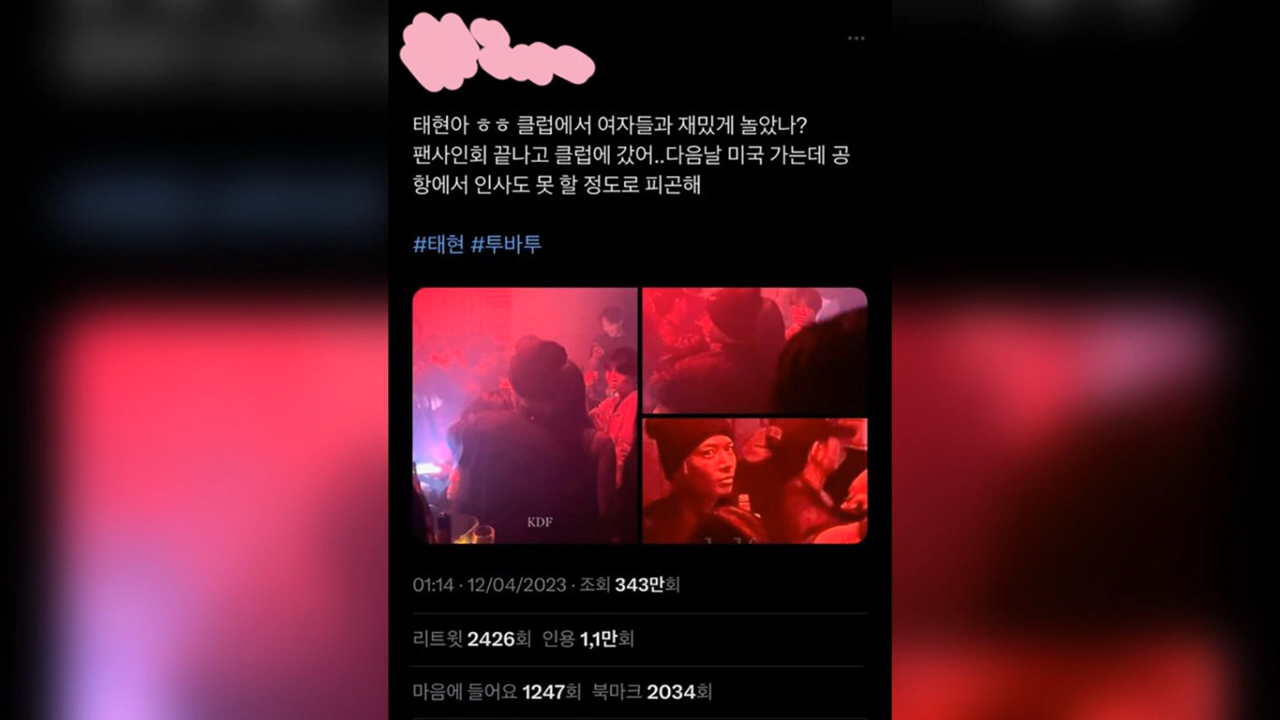 태현아 ㅎㅎ 클럽에서 여자들과 재밌게 놀았나?
팬사인회 끝나고 클럽에 갔어..다음날 미국 가는데 공
항에서 인사도 못 할 정도로 피곤해
#태현 #투바투
KDF
01:14 · 12/04/2023 · 조회 343만회
리트윗 2426회 인용 1,1만회
마음에 들어요 1247회 북마크 2034회